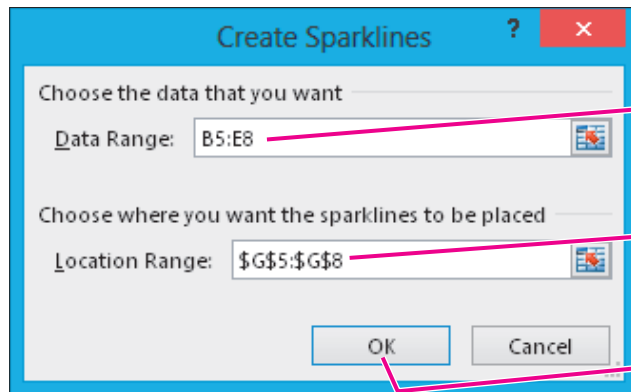 Create Sparklines ? ×
Choose the data that you want
Data Range: B5:E8
Choose where you want the sparklines to be placed
Location Range: $G$5:$G$8
OK Cancel